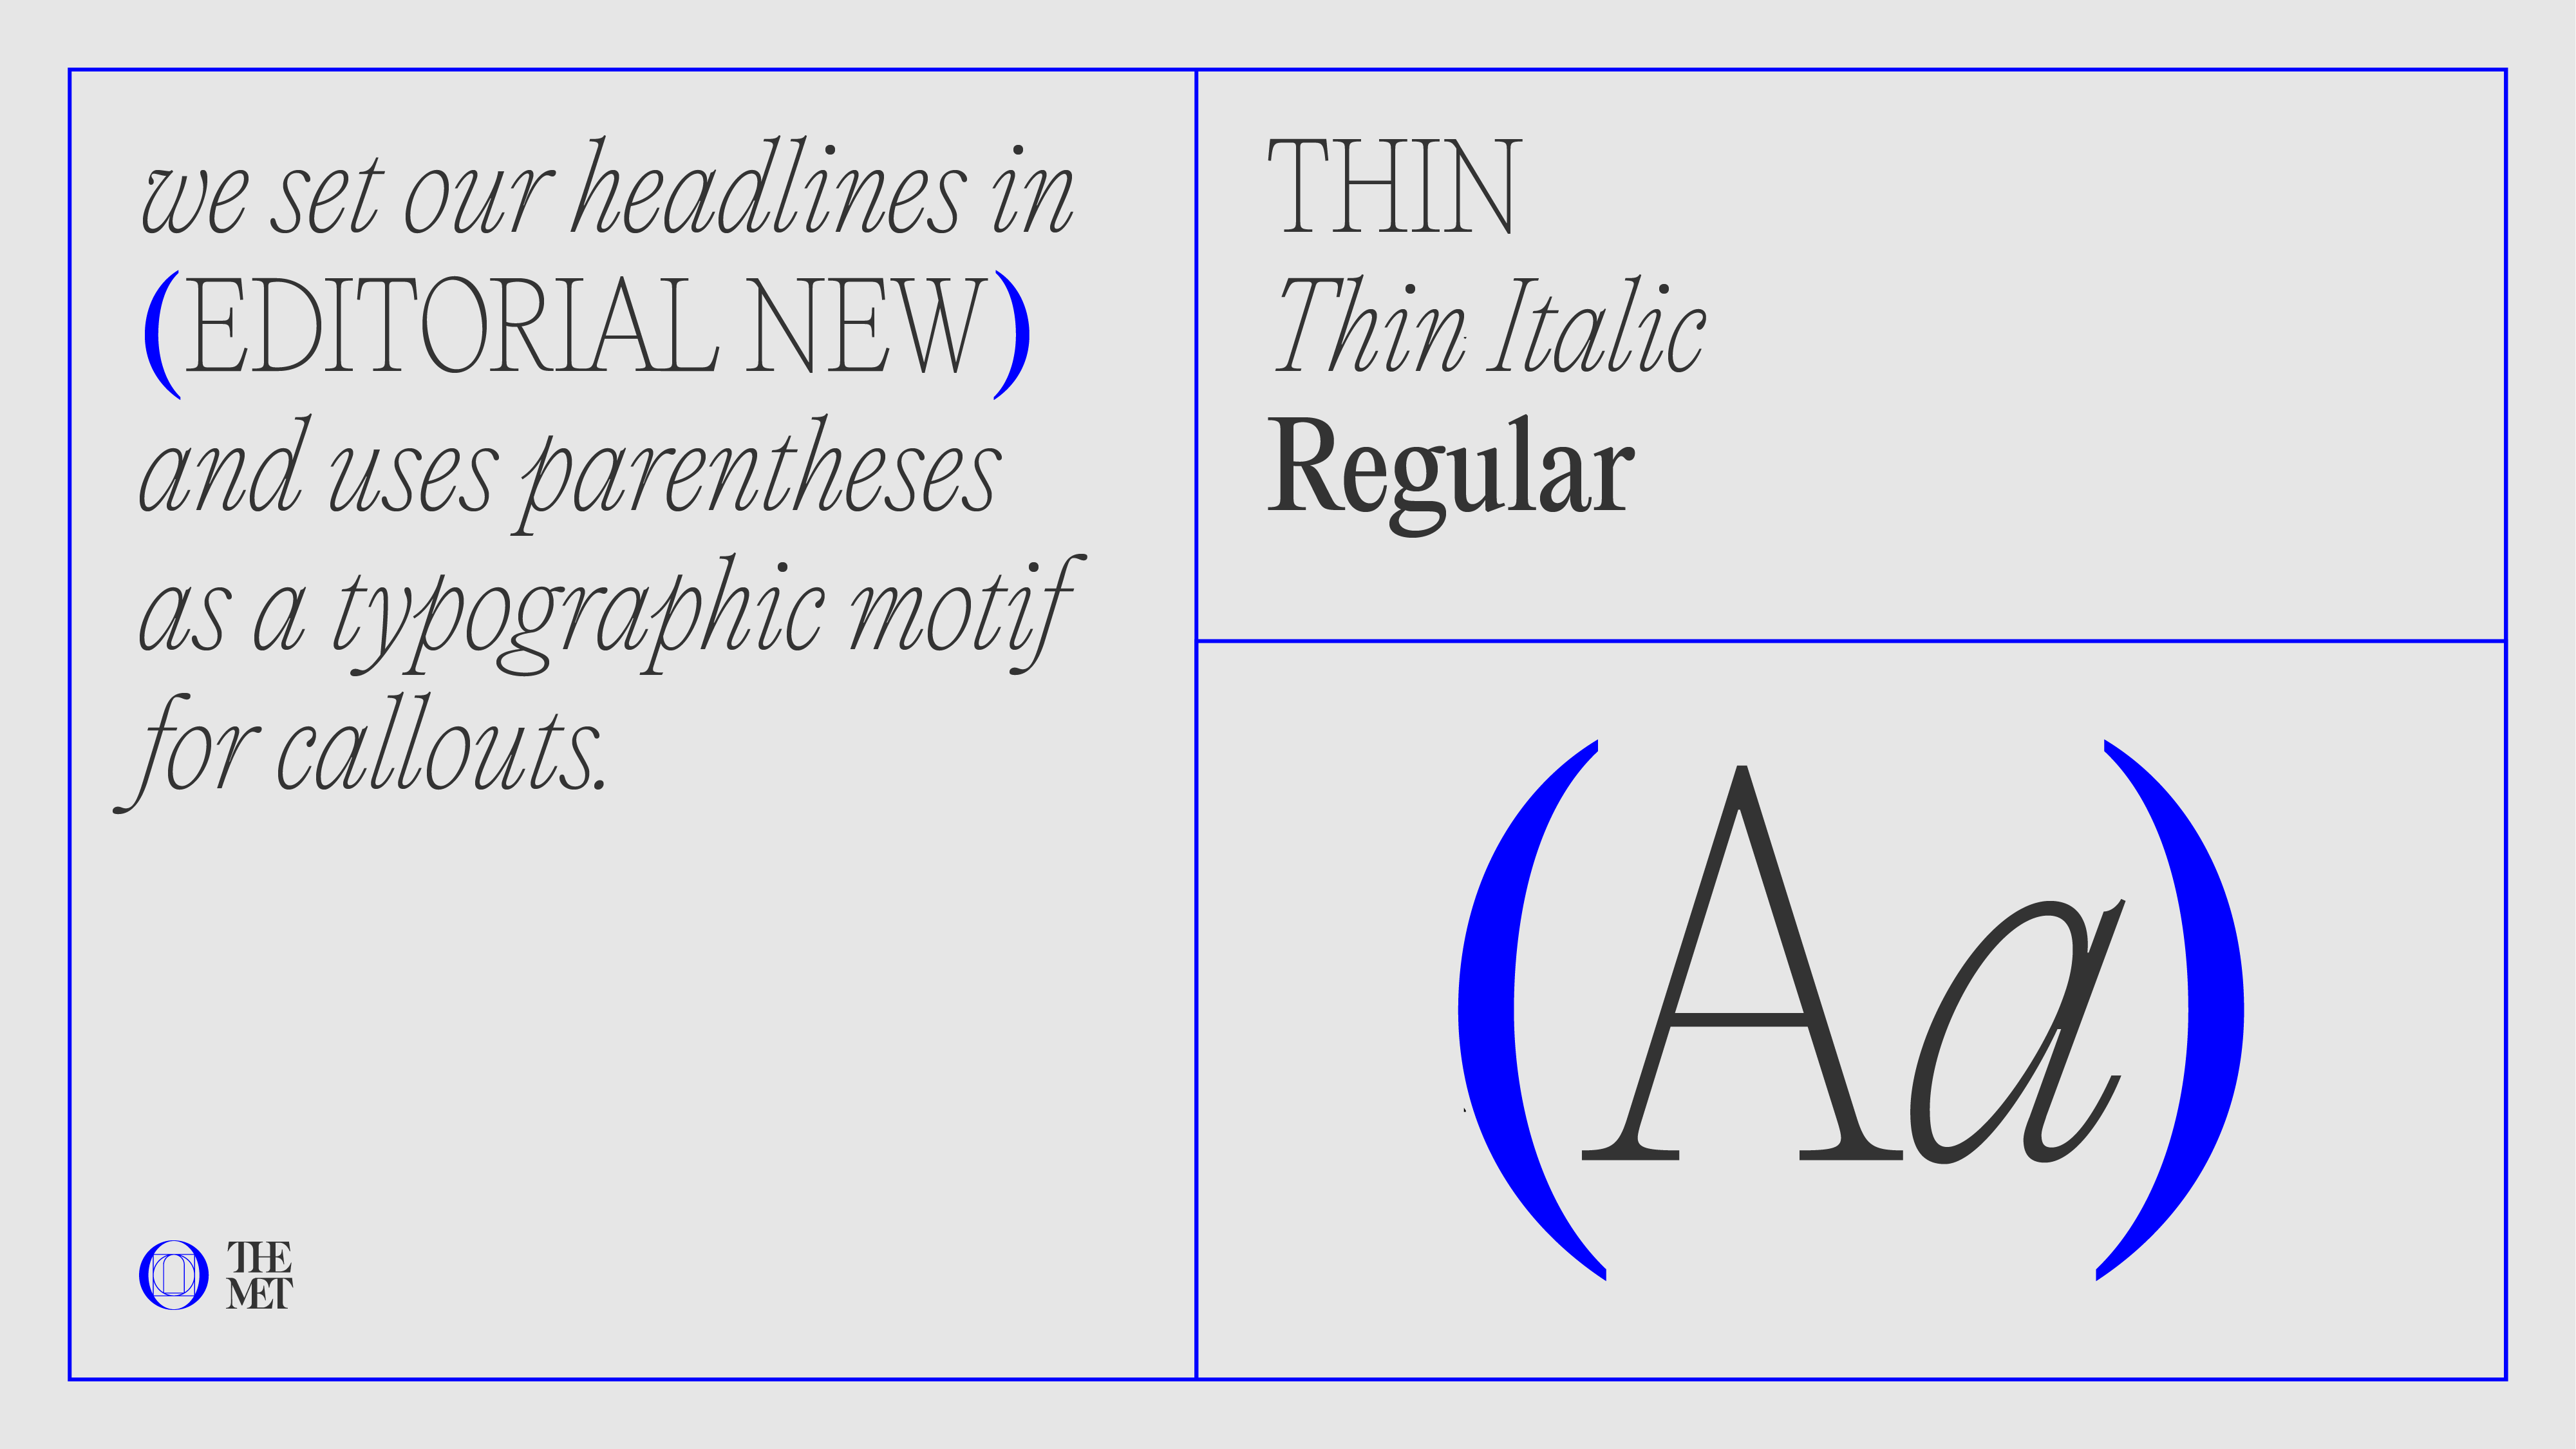 we set our headlines in
(EDITORIAL NEW)
and uses parentheses
as a typographic motif
for callouts.
THE
MET
THIN
Thin Italic
Regular
(Aa)